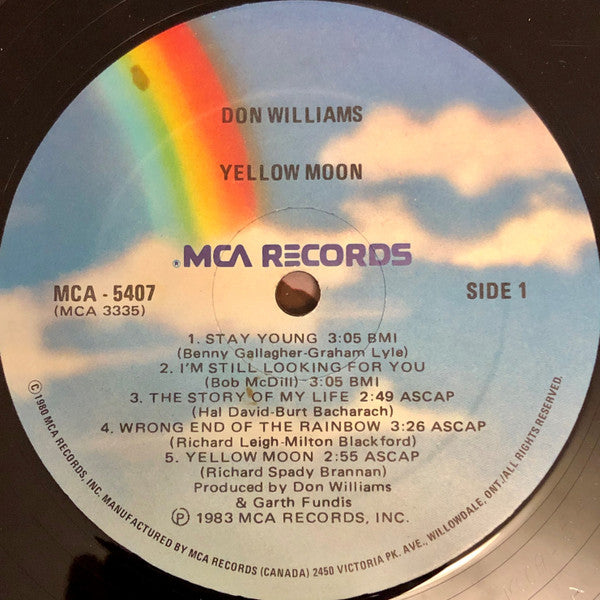 DON WILLIAMS
YELLOW MOON
® MCA RECORDS
MCA - 5407
(MCA 3335)
SIDE 1
1. STAY YOUNG 3:05 BMI
(Benny Gallagher-Graham Lyle)
2. I'M STILL LOOKING FOR YOU
(Bob McDill) 3:05 BMI
3. THE STORY OF MY LIFE 2:49 ASCAP
(Hal David-Burt Bacharach)
4. WRONG END OF THE RAINBOW 3:26 ASCAP
(Richard Leigh-Milton Blackford)
5. YELLOW MOON 2:55 ASCAP
(Richard Spady Brannan)
Produced by Don Williams
& Garth Fundis
Ⓟ 1983 MCA RECORDS, INC.
© 1980 MCA RECORDS, INC. MANUFACTURED BY MCA RECORDS (CANADA) 2450 VICTORIA PK. AVE., WILLOWDALE, ONT./ALL RIGHTS RESERVED.